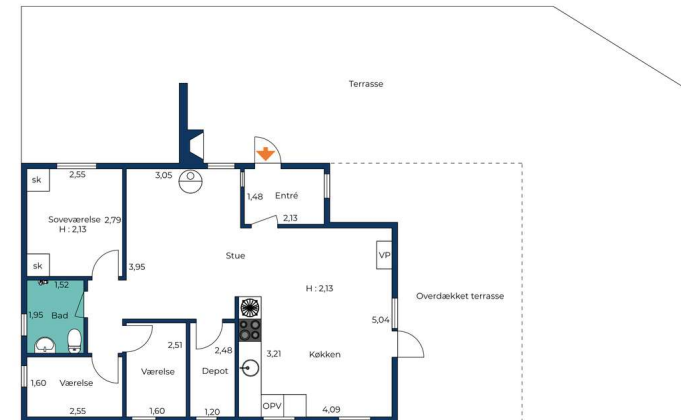 Terrasse
sk
2,55
3,05
1,48
Entré
2,13
Soveværelse
2,79
H : 2,13
Stue
VP
sk
3,95
1,52
H : 2,13
Overdækket terrasse
1,95
Bad
5,04
2,51
2,48
3,21
Køkken
1,60
Værelse
Værelse
Depot
2,55
1,60
1,20
OPV
4,09